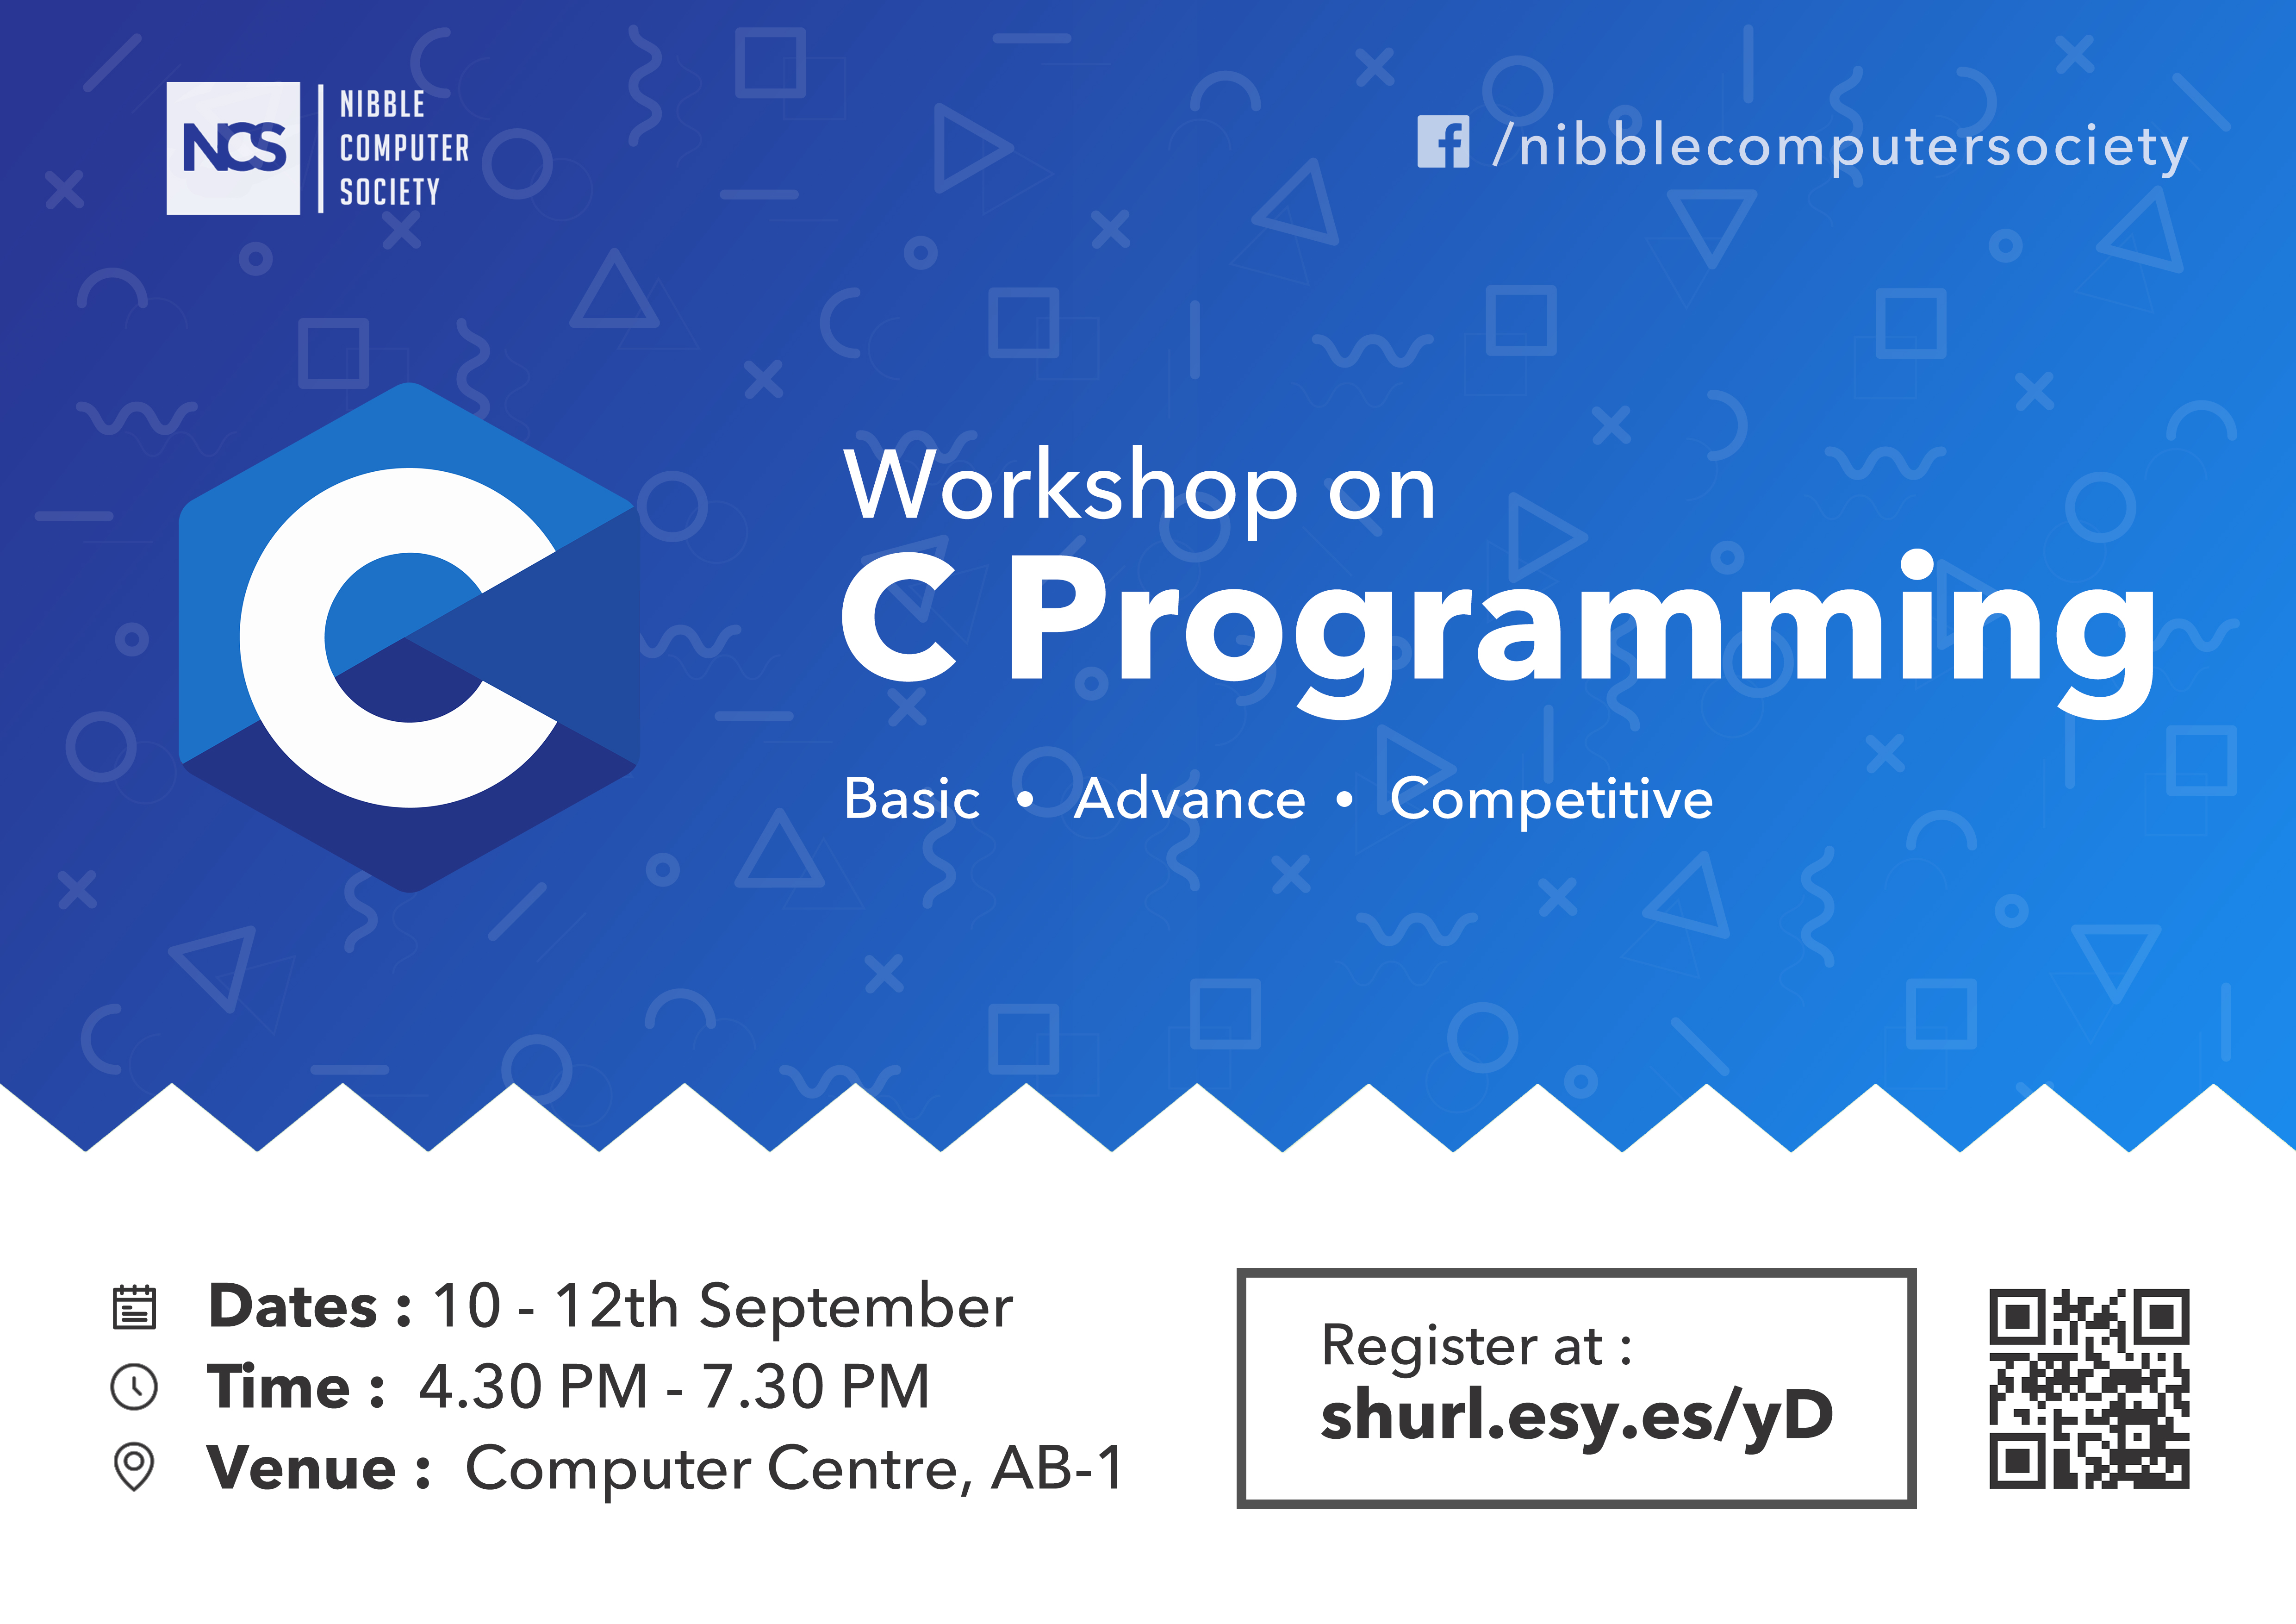 NCS
NIBBLE
COMPUTER
SOCIETY
/nibblecomputersociety
C
Workshop on
C Programming
Basic • Advance • Competitive
Dates : 10 - 12th September
Time : 4.30 PM - 7.30 PM
Venue : Computer Centre, AB-1
Register at :
shurl.esy.es/yD